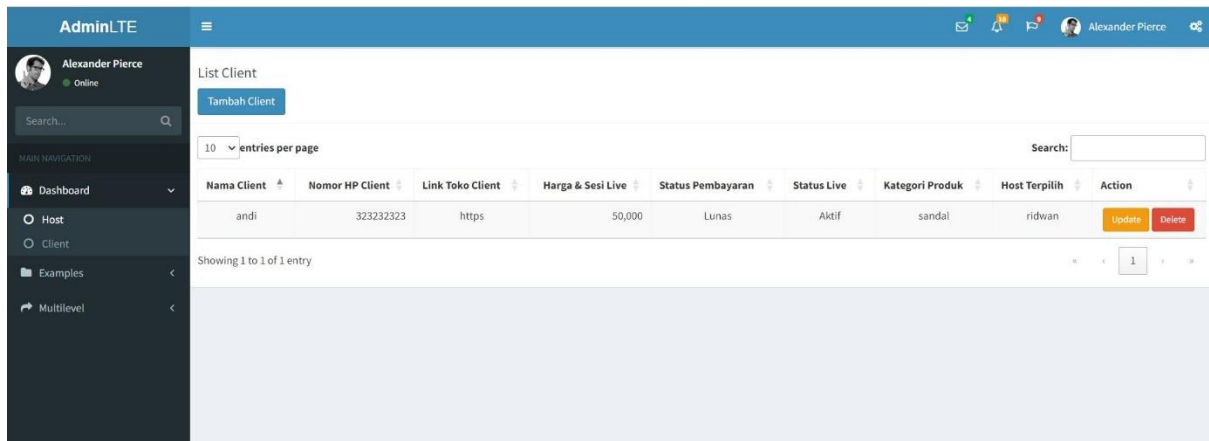 AdminLTE
4
10
9
Alexander Pierce
Alexander Pierce
Online
Search...
MAIN NAVIGATION
Dashboard
Host
Client
Examples
Multilevel
List Client
Tambah Client
10 entries per page
Search:
Nama Client Nomor HP Client Link Toko Client Harga & Sesi Live Status Pembayaran Status Live Kategori Produk Host Terpilih Action
andi 323232323 https 50,000 Lunas Aktif sandal ridwan Update Delete
Showing 1 to 1 of 1 entry
« ‹ 1 › »